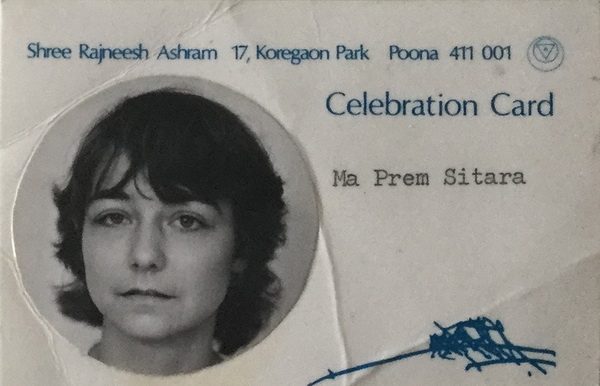 Shree Rajneesh Ashram 17, Koregaon Park Poona 411 001
Celebration Card
Ma Prem Sitara